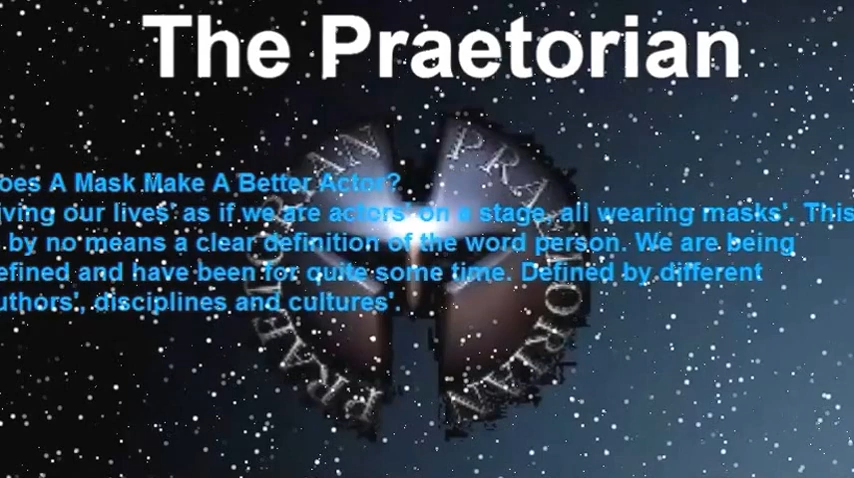 The Praetorian
oes A Mask Make A Better Actor?
iving our lives' as if we are actors' on a stage, all wearing masks'. This
by no means a clear definition of the word person. We are being
efined and have been for quite some time. Defined by different
uthors', disciplines and cultures'.
PRAETORIAN
PRAETORIAN